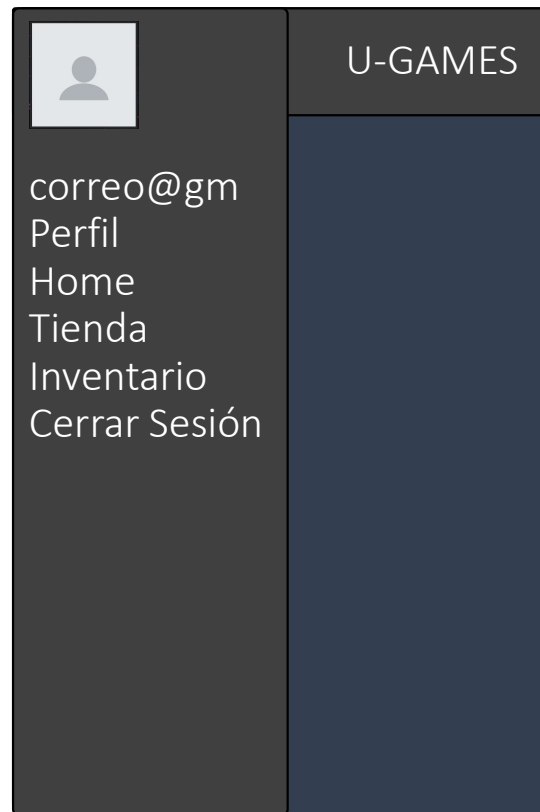 U-GAMES
correo@gm
Perfil
Home
Tienda
Inventario
Cerrar Sesión